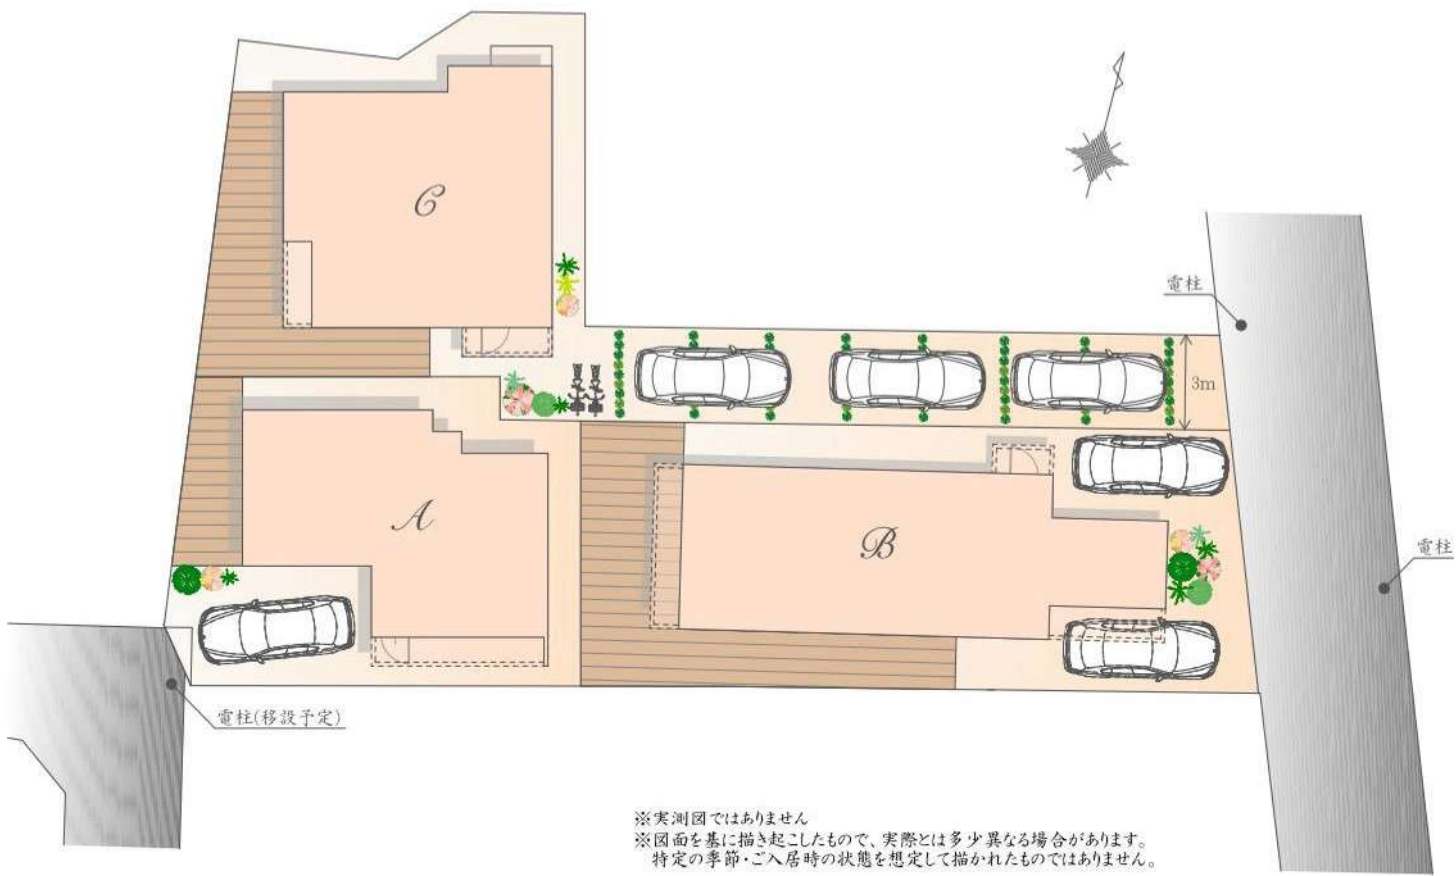 C
電柱
3m
A
B
電柱
電柱(移設予定)
※実測図ではありません
※図面を基に描き起こしたもので、実際とは多少異なる場合があります。
特定の季節・ご入居時の状態を想定して描かれたものではありません。